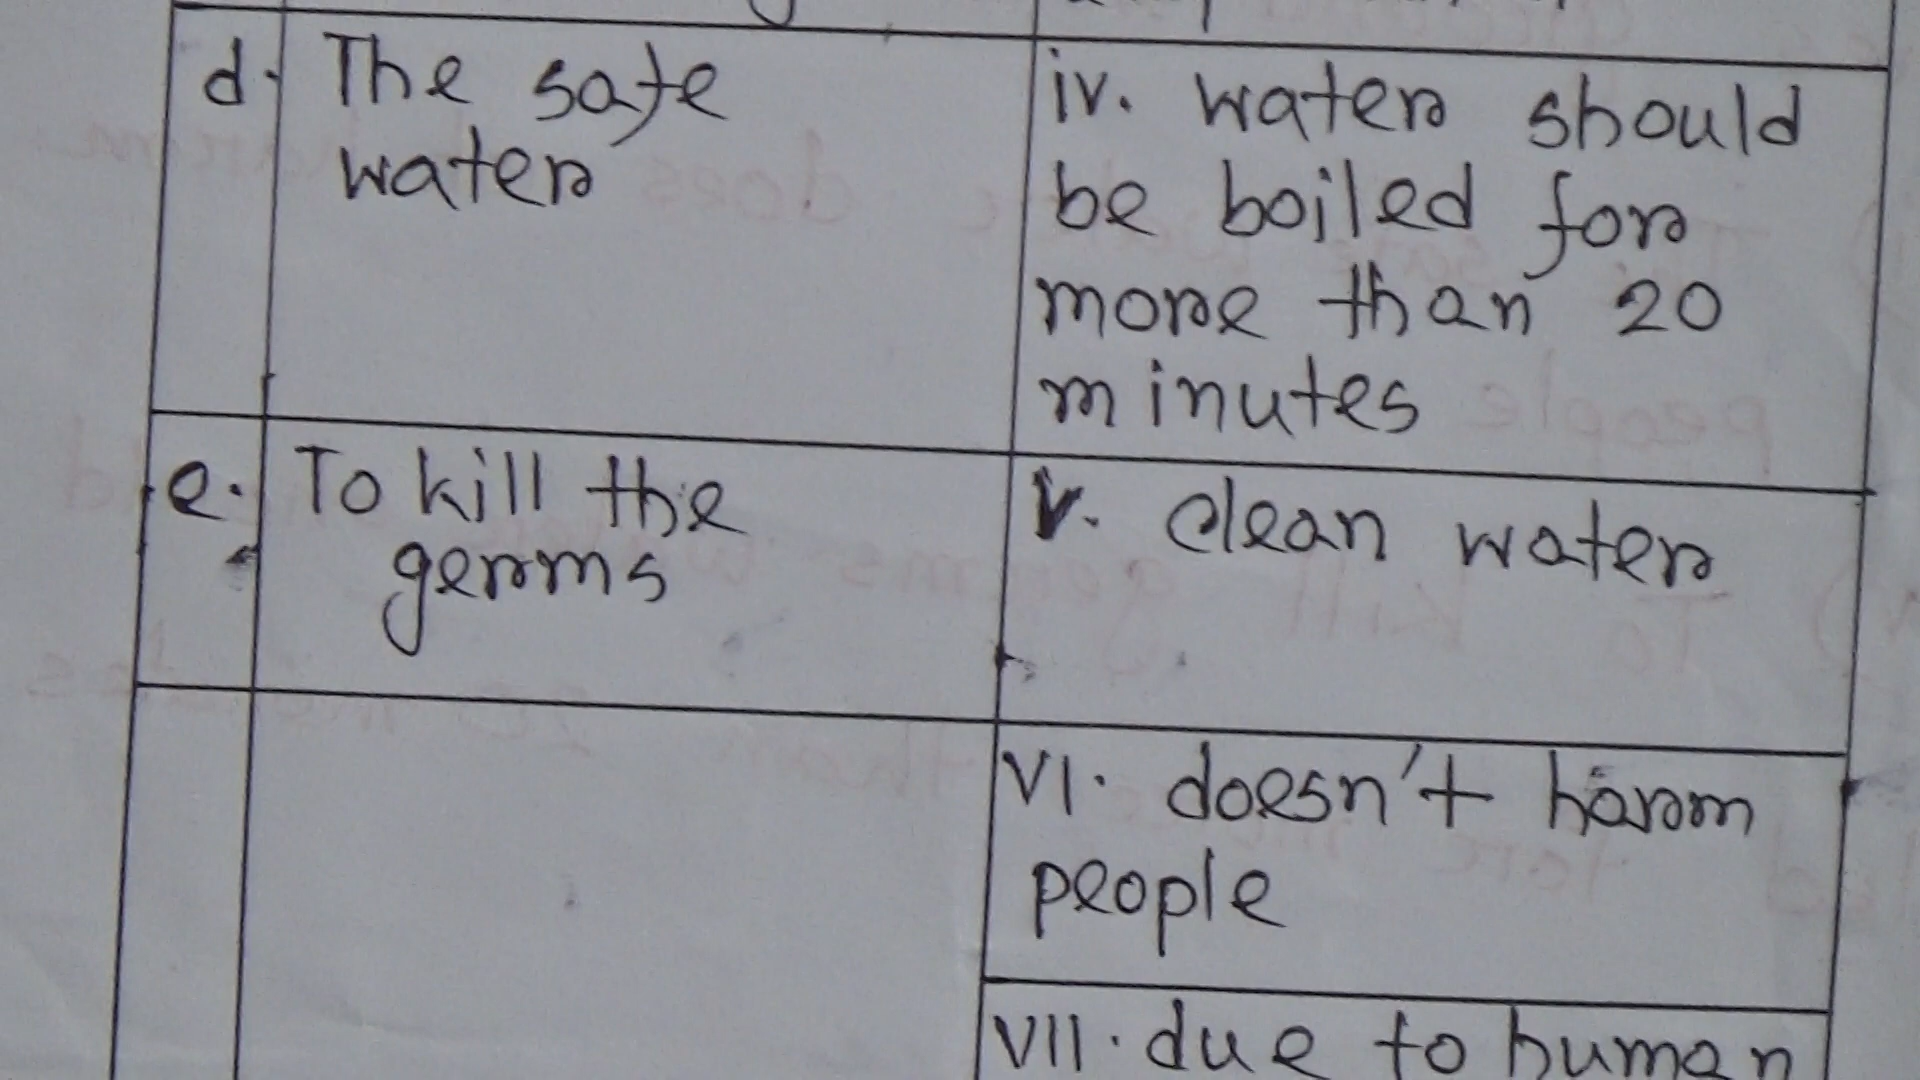 d. The safe
water
iv. water should
be boiled for
more than 20
minutes
e. To kill the
germs
v. clean water
VI. doesn't harm
people
VII. due to human